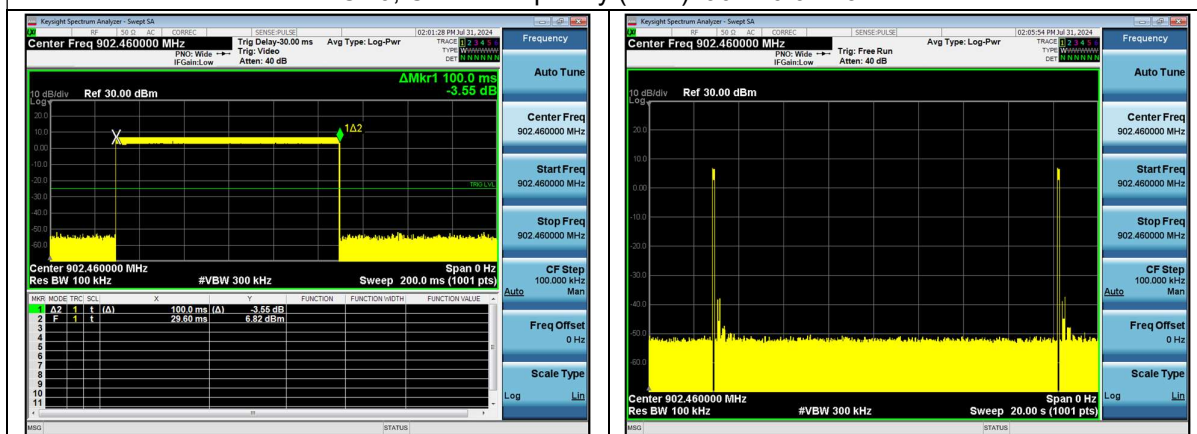 Keysight Spectrum Analyzer - Swept SA
RF 50 Ω AC CORREC SENSE:PULSE 02:01:28 PM Jul 31, 2024
Center Freq 902.460000 MHz
Trig Delay-30.00 ms
Avg Type: Log-Pwr
TRACE 1 2 3 4 5 6
PNO: Wide
Trig: Video
TYPE
IFGain:Low
Atten: 40 dB
DET N N N N N N
ΔMkr1 100.0 ms
-3.55 dB
10 dB/div Ref 30.00 dBm
Log
20.0
10.0
1Δ2
0.00
-10.0
-20.0
TRIG LVL
-30.0
-40.0
-50.0
-60.0
Center 902.460000 MHz Span 0 Hz
Res BW 100 kHz #VBW 300 kHz Sweep 200.0 ms (1001 pts)
MKR MODE TRC SCL X Y FUNCTION FUNCTION WIDTH FUNCTION VALUE
1 Δ2 1 t (Δ) 100.0 ms (Δ) -3.55 dB
2 F 1 t 29.60 ms 6.82 dBm
3
4
5
6
7
8
9
10
11
MSG STATUS
Frequency
Auto Tune
Center Freq
902.460000 MHz
Start Freq
902.460000 MHz
Stop Freq
902.460000 MHz
CF Step
100.000 kHz
Auto Man
Freq Offset
0 Hz
Scale Type
Log Lin
Keysight Spectrum Analyzer - Swept SA
RF 50 Ω AC CORREC SENSE:PULSE 02:05:54 PM Jul 31, 2024
Center Freq 902.460000 MHz
Avg Type: Log-Pwr
TRACE 1 2 3 4 5 6
PNO: Wide
Trig: Free Run
TYPE
IFGain:Low
Atten: 40 dB
DET N N N N N N
10 dB/div Ref 30.00 dBm
Log
20.0
10.0
0.00
-10.0
-20.0
-30.0
-40.0
-50.0
-60.0
Center 902.460000 MHz Span 0 Hz
Res BW 100 kHz #VBW 300 kHz Sweep 20.00 s (1001 pts)
MSG STATUS
Frequency
Auto Tune
Center Freq
902.460000 MHz
Start Freq
902.460000 MHz
Stop Freq
902.460000 MHz
CF Step
100.000 kHz
Auto Man
Freq Offset
0 Hz
Scale Type
Log Lin